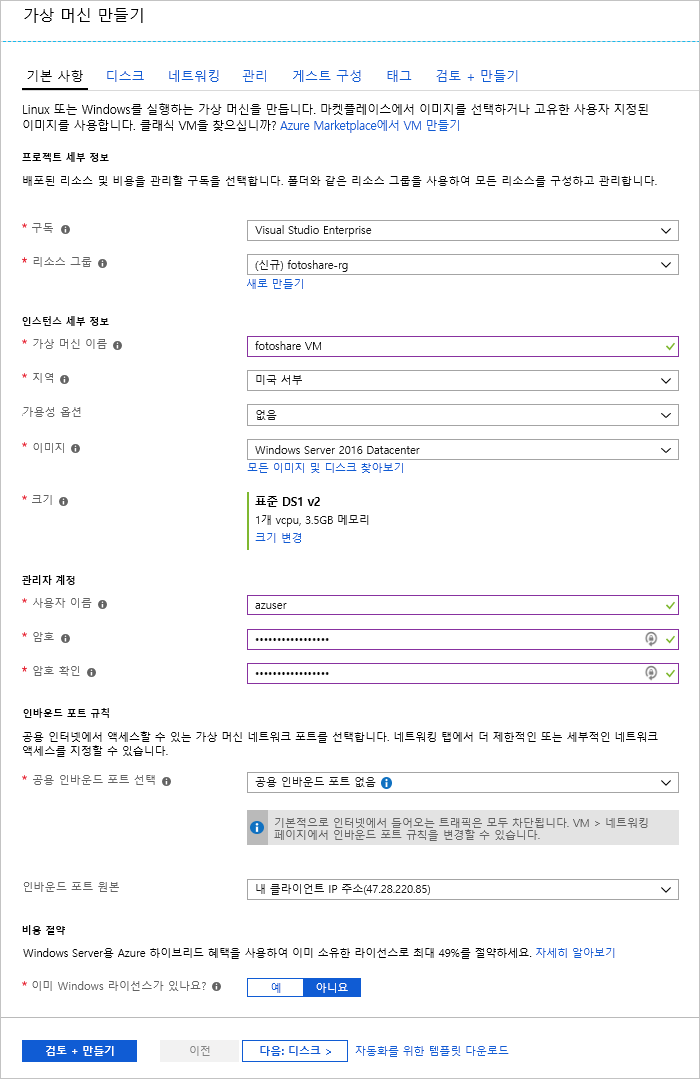 가상 머신 만들기
기본 사항 디스크 네트워킹 관리 게스트 구성 태그 검토 + 만들기
Linux 또는 Windows를 실행하는 가상 머신을 만듭니다. 마켓플레이스에서 이미지를 선택하거나 고유한 사용자 지정된
이미지를 사용합니다. 클래식 VM을 찾으십니까? Azure Marketplace에서 VM 만들기
프로젝트 세부 정보
배포된 리소스 및 비용을 관리할 구독을 선택합니다. 폴더와 같은 리소스 그룹을 사용하여 모든 리소스를 구성하고 관리합니다.
* 구독 Visual Studio Enterprise
* 리소스 그룹 (신규) fotoshare-rg
새로 만들기
인스턴스 세부 정보
* 가상 머신 이름 fotoshare VM
* 지역 미국 서부
가용성 옵션 없음
* 이미지 Windows Server 2016 Datacenter
모든 이미지 및 디스크 찾아보기
* 크기 표준 DS1 v2
1개 vcpu, 3.5GB 메모리
크기 변경
관리자 계정
* 사용자 이름 azuser
* 암호 •••••••••••••••••
* 암호 확인 •••••••••••••••••
인바운드 포트 규칙
공용 인터넷에서 액세스할 수 있는 가상 머신 네트워크 포트를 선택합니다. 네트워킹 탭에서 더 제한적인 또는 세부적인 네트워크
액세스를 지정할 수 있습니다.
* 공용 인바운드 포트 선택 공용 인바운드 포트 없음
기본적으로 인터넷에서 들어오는 트래픽은 모두 차단됩니다. VM > 네트워킹
페이지에서 인바운드 포트 규칙을 변경할 수 있습니다.
인바운드 포트 원본 내 클라이언트 IP 주소(47.28.220.85)
비용 절약
Windows Server용 Azure 하이브리드 혜택을 사용하여 이미 소유한 라이선스로 최대 49%를 절약하세요. 자세히 알아보기
* 이미 Windows 라이선스가 있나요? 예 아니요
검토 + 만들기 이전 다음: 디스크 > 자동화를 위한 템플릿 다운로드